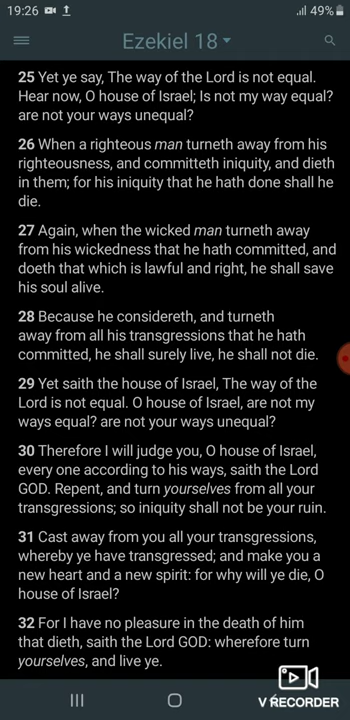 19:26 49%
Ezekiel 18
25 Yet ye say, The way of the Lord is not equal.
Hear now, O house of Israel; Is not my way equal?
are not your ways unequal?
26 When a righteous man turneth away from his
righteousness, and committeth iniquity, and dieth
in them; for his iniquity that he hath done shall he
die.
27 Again, when the wicked man turneth away
from his wickedness that he hath committed, and
doeth that which is lawful and right, he shall save
his soul alive.
28 Because he considereth, and turneth
away from all his transgressions that he hath
committed, he shall surely live, he shall not die.
29 Yet saith the house of Israel, The way of the
Lord is not equal. O house of Israel, are not my
ways equal? are not your ways unequal?
30 Therefore I will judge you, O house of Israel,
every one according to his ways, saith the Lord
GOD. Repent, and turn yourselves from all your
transgressions; so iniquity shall not be your ruin.
31 Cast away from you all your transgressions,
whereby ye have transgressed; and make you a
new heart and a new spirit: for why will ye die, O
house of Israel?
32 For I have no pleasure in the death of him
that dieth, saith the Lord GOD: wherefore turn
yourselves, and live ye.
V RECORDER